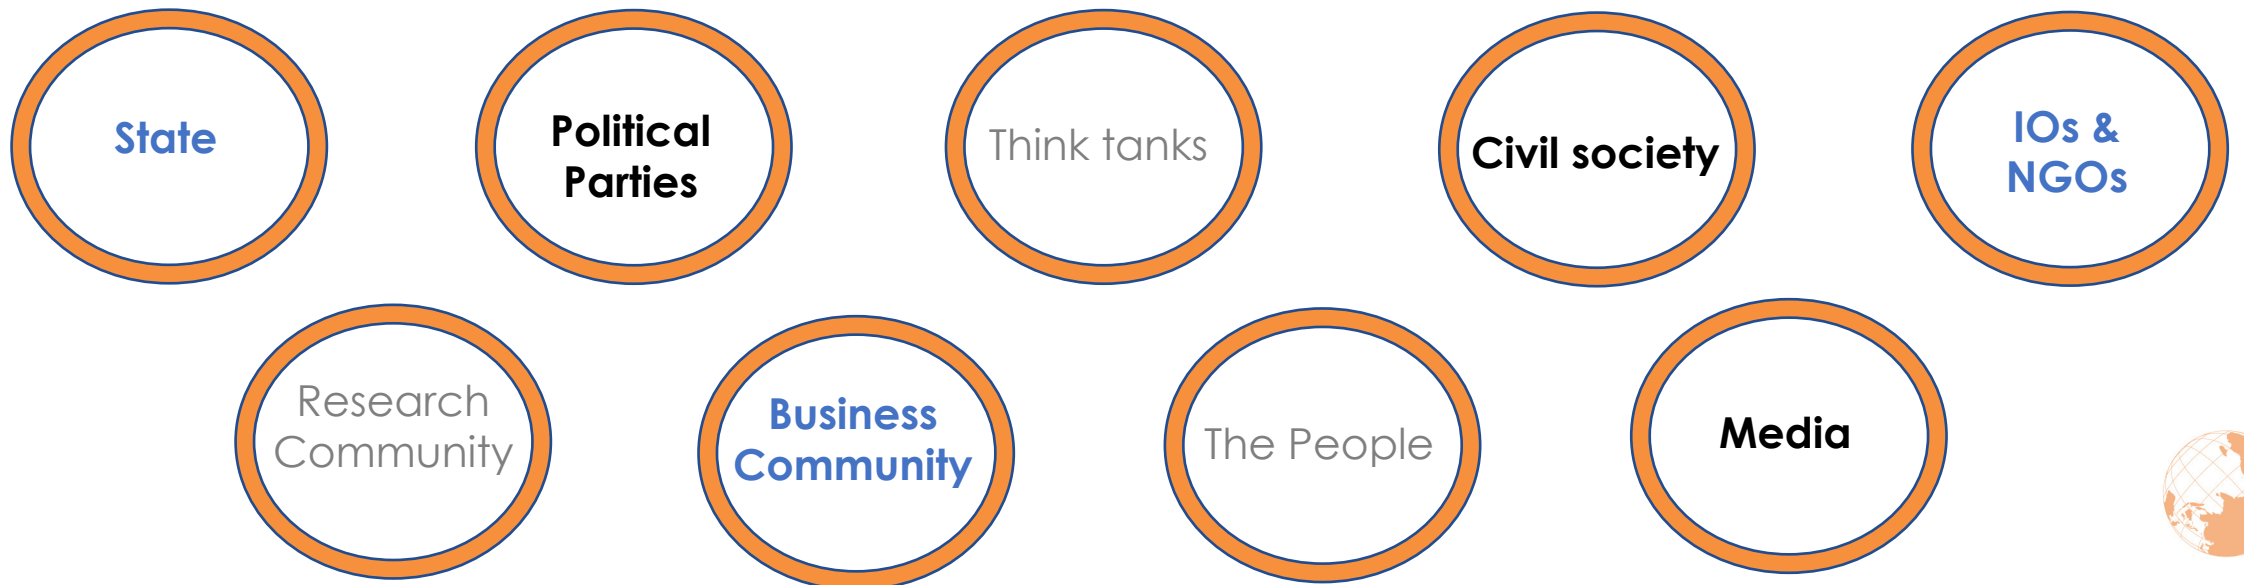 State
Political
Parties
Think tanks
Civil society
IOs &
NGOs
Research
Community
Business
Community
The People
Media